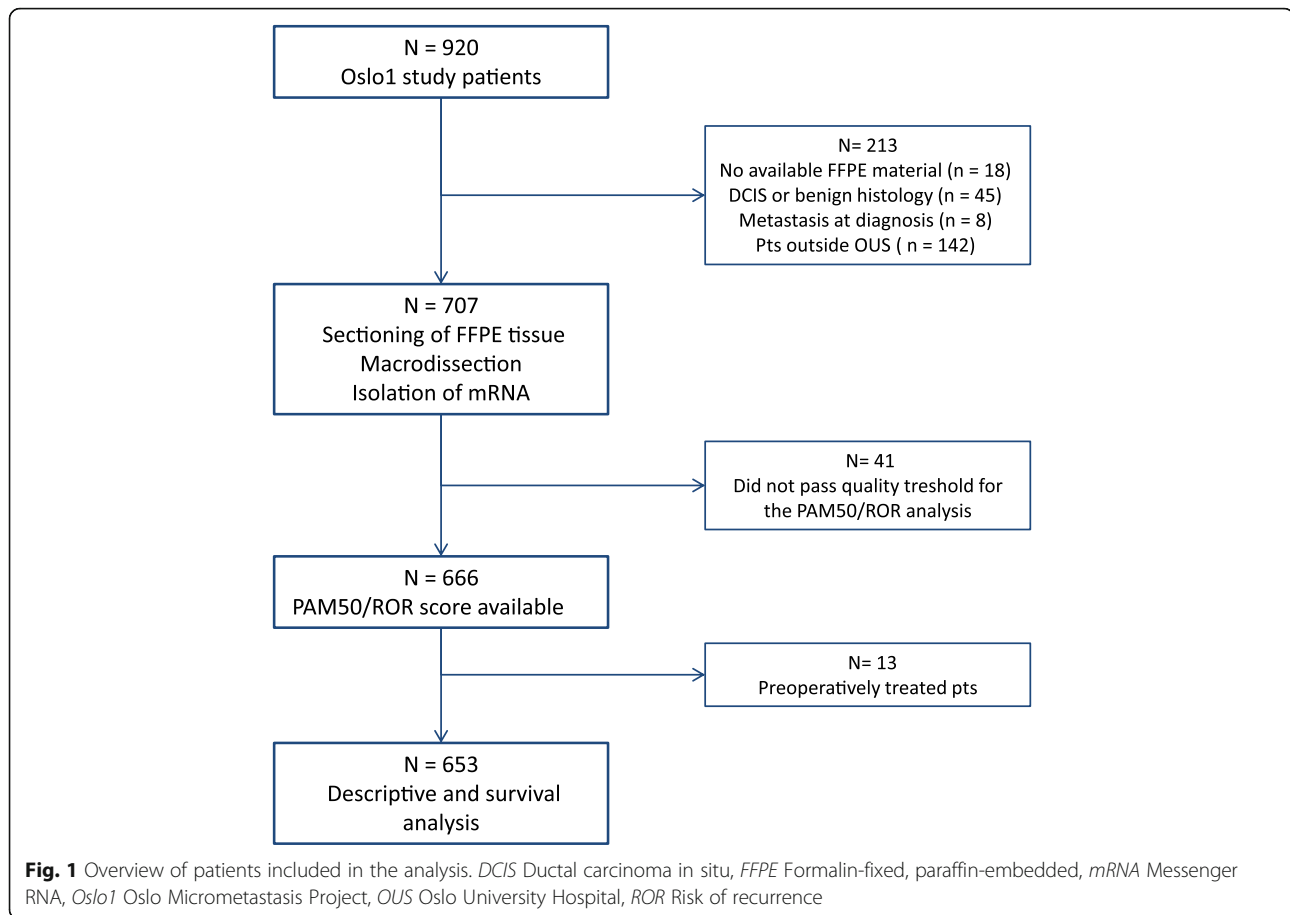 N = 920
Oslo1 study patients
N= 213
No available FFPE material (n = 18)
DCIS or benign histology (n = 45)
Metastasis at diagnosis (n = 8)
Pts outside OUS ( n = 142)
N = 707
Sectioning of FFPE tissue
Macrodissection
Isolation of mRNA
N= 41
Did not pass quality treshold for
the PAM50/ROR analysis
N = 666
PAM50/ROR score available
N= 13
Preoperatively treated pts
N = 653
Descriptive and survival
analysis
Fig. 1 Overview of patients included in the analysis. DCIS Ductal carcinoma in situ, FFPE Formalin-fixed, paraffin-embedded, mRNA Messenger
RNA, Oslo1 Oslo Micrometastasis Project, OUS Oslo University Hospital, ROR Risk of recurrence